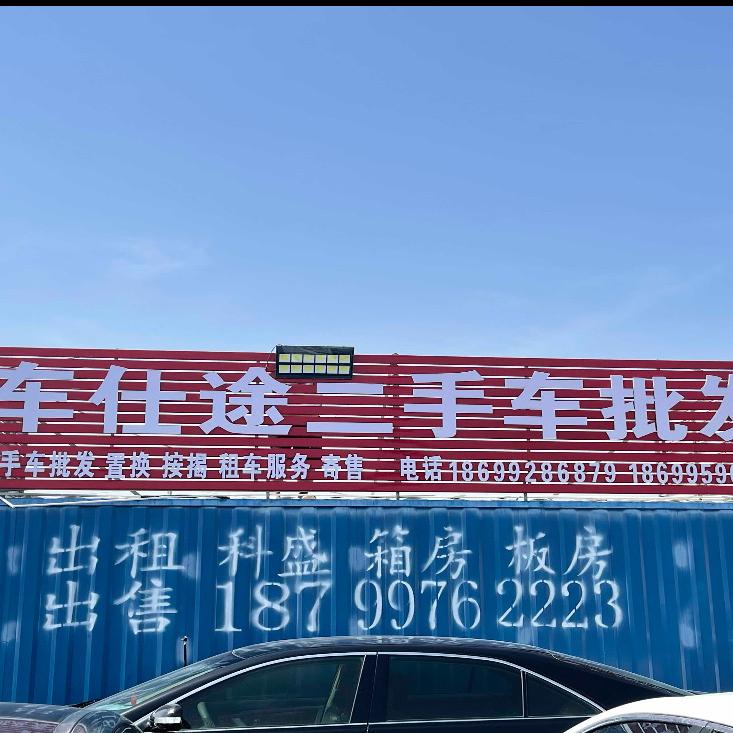 车仕途二手车批发
手车批发 置换 按揭 租车服务 寄售 电话18699286879 18699596
出租 科盛 箱房 板房
出售 187 9976 2223